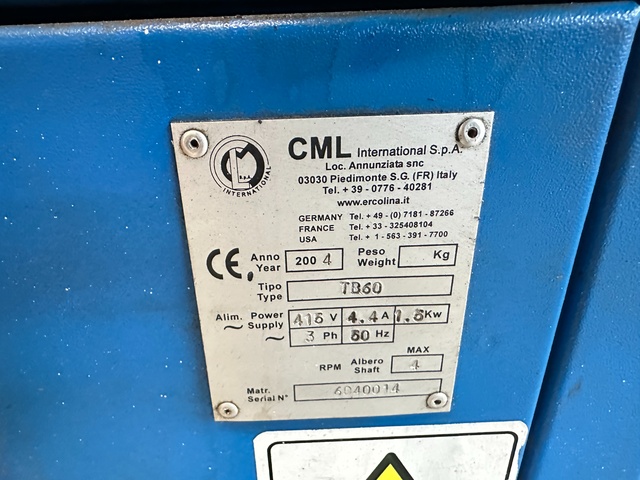 CML International S.p.A.
Loc. Annunziata snc
03030 Piedimonte S.G. (FR) Italy
Tel. + 39 - 0776 - 40281
www.ercolina.it
INTERNATIONAL
GERMANY Tel. + 49 - (0) 7181 - 87266
FRANCE Tel. + 33 - 325408104
USA Tel. + 1 - 563 - 391 - 7700
CE, Anno Year 200 4 Peso Weight Kg
Tipo Type TB60
Alim. Power Supply 415 V 4.4 A 1.5 Kw
3 Ph 50 Hz
MAX
RPM Albero Shaft 4
Matr. Serial N° 6040014